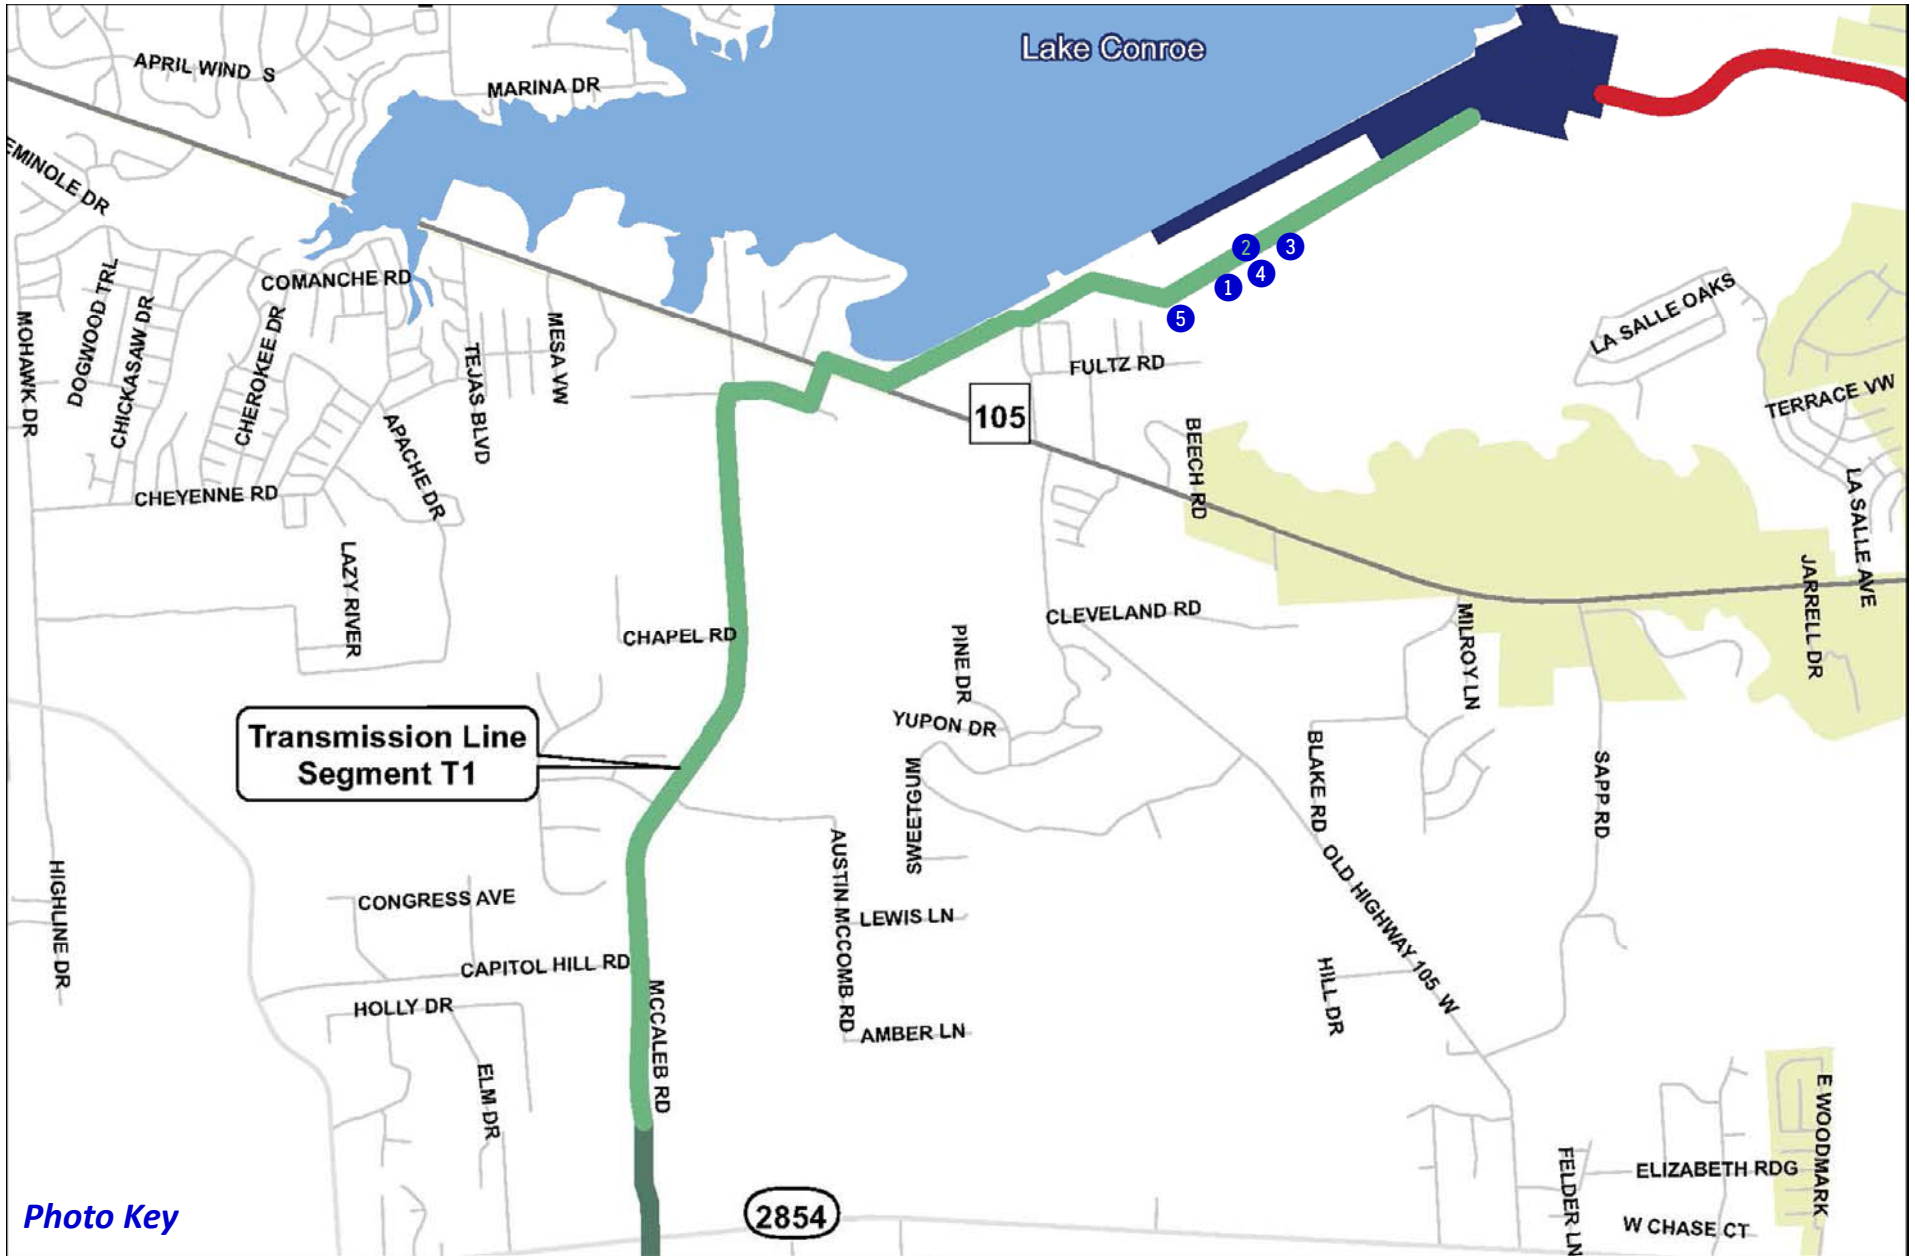 Lake Conroe
APRIL WIND S
MARINA DR
EMINOLE DR
COMANCHE RD
DOGWOOD TRL
CHICKASAW DR
CHEROKEE DR
MOHAWK DR
TEJAS BLVD
MESA VW
APACHE DR
CHEYENNE RD
LAZY RIVER
2
3
4
1
5
FULTZ RD
105
BEECH RD
LA SALLE OAKS
TERRACE VW
LA SALLE AVE
JARRELL DR
CHAPEL RD
CLEVELAND RD
PINE DR
YUPON DR
SWEETGUM
MILROY LN
BLAKE RD
SAPP RD
Transmission Line
Segment T1
HIGHLINE DR
CONGRESS AVE
CAPITOL HILL RD
HOLLY DR
ELM DR
MCCALEB RD
AUSTIN MCCOMB RD
LEWIS LN
AMBER LN
OLD HIGHWAY 105 W
HILL DR
FELDER LN
ELIZABETH RDG
E WOODMARK
W CHASE CT
2854
Photo Key